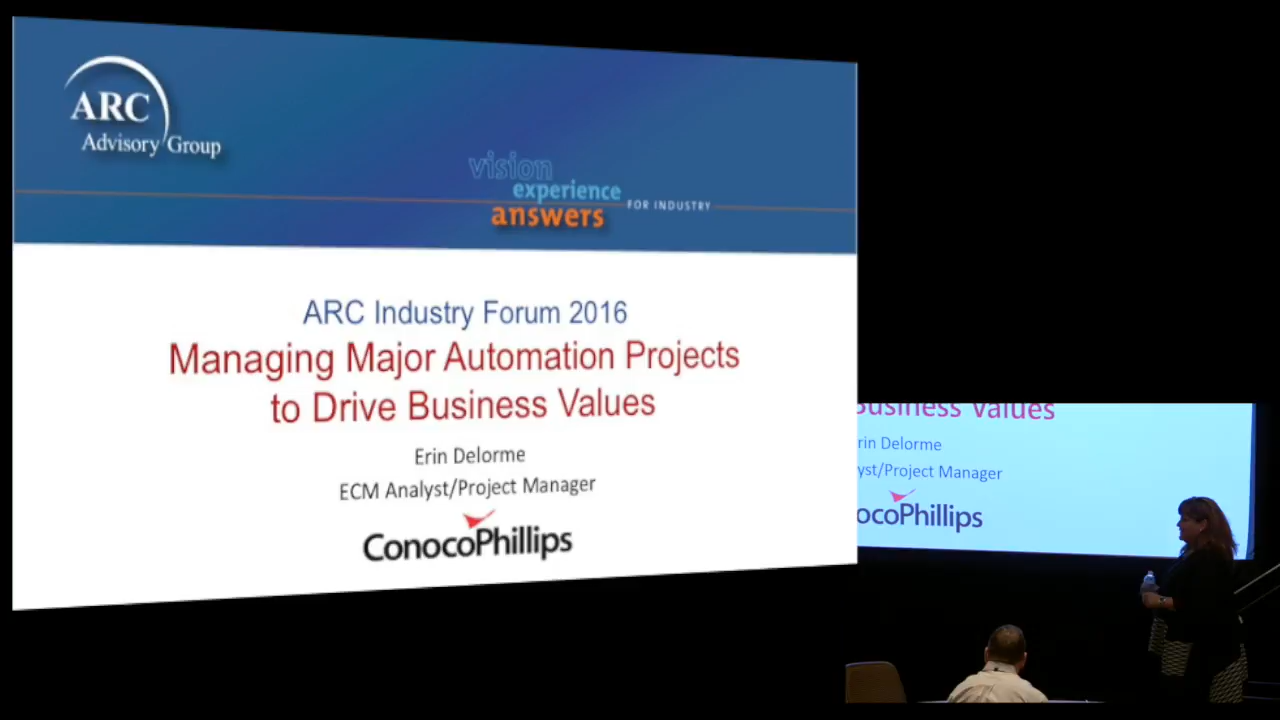 ARC
Advisory Group
vision
experience
answers
FOR INDUSTRY
ARC Industry Forum 2016
Managing Major Automation Projects
to Drive Business Values
Erin Delorme
ECM Analyst/Project Manager
ConocoPhillips
Business Values
rin Delorme
yst/Project Manager
ocoPhillips